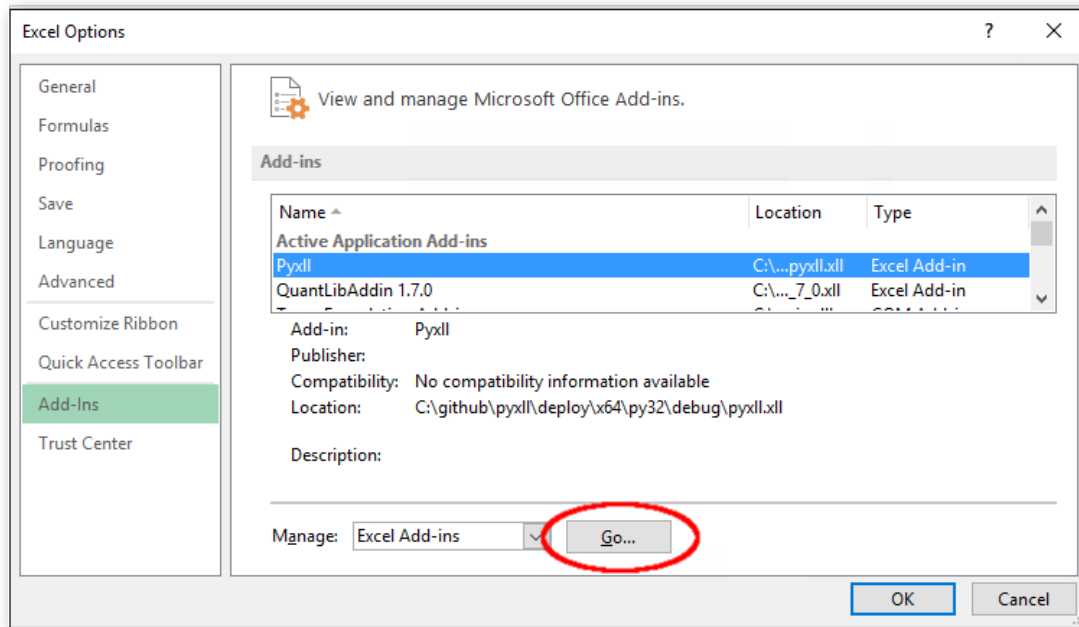 Excel Options
?
General
Formulas
Proofing
Save
Language
Advanced
Customize Ribbon
Quick Access Toolbar
Add-Ins
Trust Center
View and manage Microsoft Office Add-ins.
Add-ins
Name Location Type
Active Application Add-ins
Pyxll C:\...pyxll.xll Excel Add-in
QuantLibAddin 1.7.0 C:\..._7_0.xll Excel Add-in
Add-in: Pyxll
Publisher:
Compatibility: No compatibility information available
Location: C:\github\pyxll\deploy\x64\py32\debug\pyxll.xll
Description:
Manage: Excel Add-ins Go...
OK Cancel